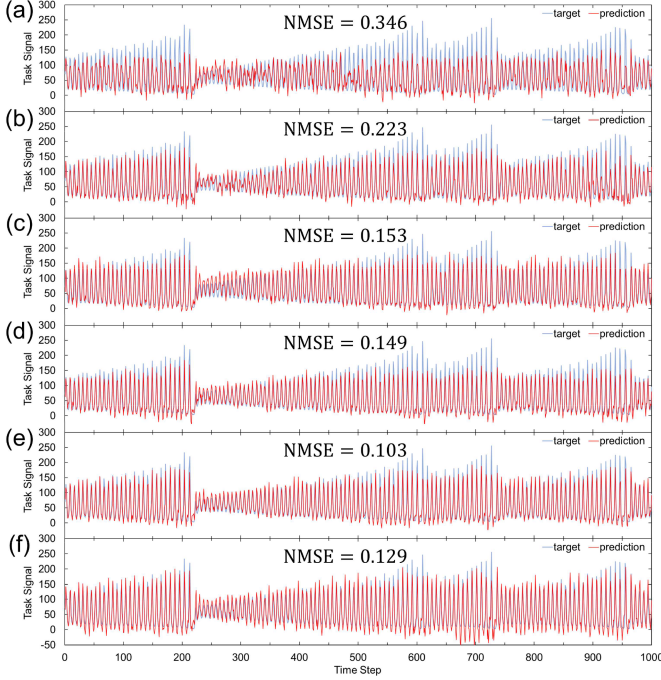 (a)
NMSE = 0.346
target
prediction
Task Signal
300
250
200
150
100
50
0
(b)
NMSE = 0.223
target
prediction
Task Signal
300
250
200
150
100
50
0
(c)
NMSE = 0.153
target
prediction
Task Signal
300
250
200
150
100
50
0
(d)
NMSE = 0.149
target
prediction
Task Signal
300
250
200
150
100
50
0
(e)
NMSE = 0.103
target
prediction
Task Signal
300
250
200
150
100
50
0
(f)
NMSE = 0.129
target
prediction
Task Signal
300
250
200
150
100
50
0
-50
0 100 200 300 400 500 600 700 800 900 1000
Time Step